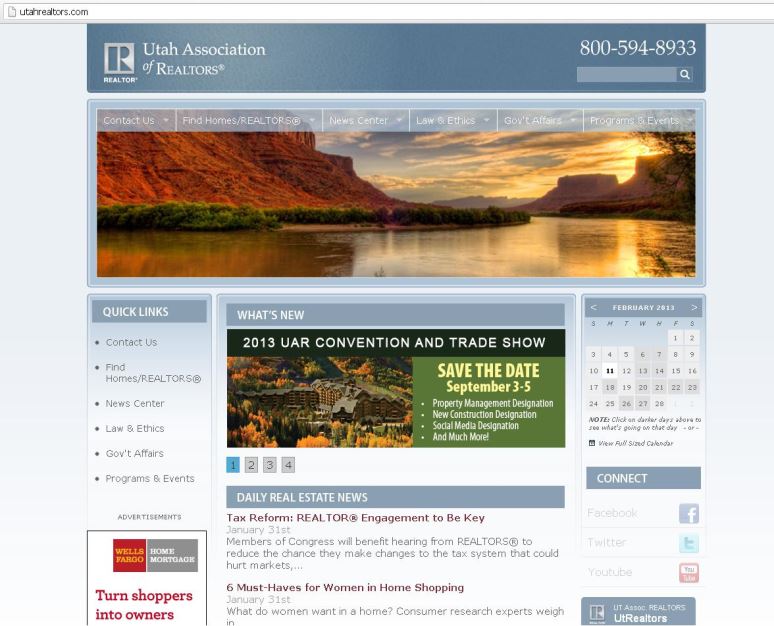 utahrealtors.com
Utah Association
of REALTORS®
REALTOR®
800-594-8933
Contact Us
Find Homes/REALTORS®
News Center
Law & Ethics
Gov't Affairs
Programs & Events
QUICK LINKS
Contact Us
Find
Homes/REALTORS®
News Center
Law & Ethics
Gov't Affairs
Programs & Events
ADVERTISEMENTS
WELLS
FARGO
HOME
MORTGAGE
Turn shoppers
into owners
WHAT'S NEW
2013 UAR CONVENTION AND TRADE SHOW
SAVE THE DATE
September 3-5
• Property Management Designation
• New Construction Designation
• Social Media Designation
• And Much More!
1 2 3 4
DAILY REAL ESTATE NEWS
Tax Reform: REALTOR® Engagement to Be Key
January 31st
Members of Congress will benefit hearing from REALTORS® to
reduce the chance they make changes to the tax system that could
hurt markets,...
6 Must-Haves for Women in Home Shopping
January 31st
What do women want in a home? Consumer research experts weigh
in
< FEBRUARY 2013 >
S M T W T F S
1 2
3 4 5 6 7 8 9
10 11 12 13 14 15 16
17 18 19 20 21 22 23
24 25 26 27 28 1 2
NOTE: Click on darker days above to
see what's going on that day - or -
View Full Sized Calendar
CONNECT
Facebook
Twitter
Youtube
You
Tube
UT Assoc. REALTORS
UtRealtors